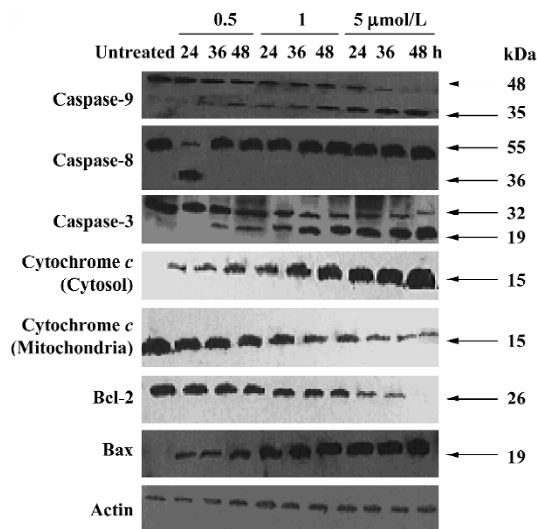 0.5 1 5 μmol/L
Untreated 24 36 48 24 36 48 24 36 48 h kDa
Caspase-9 48
35
Caspase-8 55
36
Caspase-3 32
19
Cytochrome c
(Cytosol) 15
Cytochrome c
(Mitochondria) 15
Bcl-2 26
Bax 19
Actin